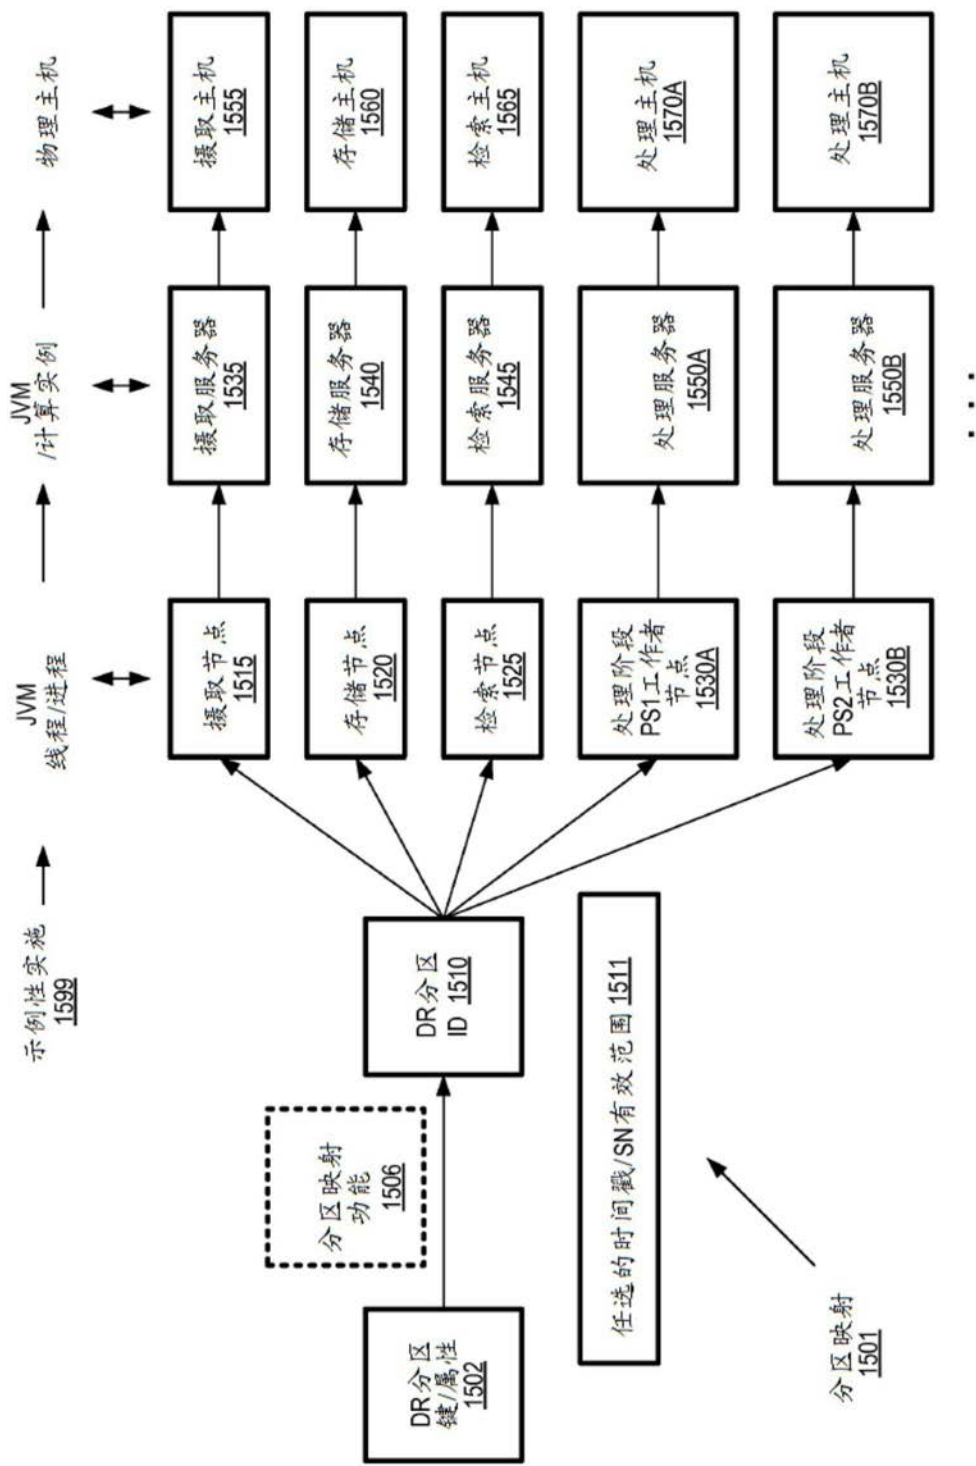 示例性实施
1599
JVM
线程/进程
JVM
/计算实例
物理主机
DR分区
键/属性
1502
分区映射
功能
1506
DR分区
ID 1510
摄取节点
1515
摄取服务器
1535
摄取主机
1555
存储节点
1520
存储服务器
1540
存储主机
1560
检索节点
1525
检索服务器
1545
检索主机
1565
处理阶段
PS1工作者
节点
1530A
处理服务器
1550A
处理主机
1570A
处理阶段
PS2工作者
节点
1530B
处理服务器
1550B
处理主机
1570B
任选的时间戳/SN有效范围 1511
分区映射
1501
. . .